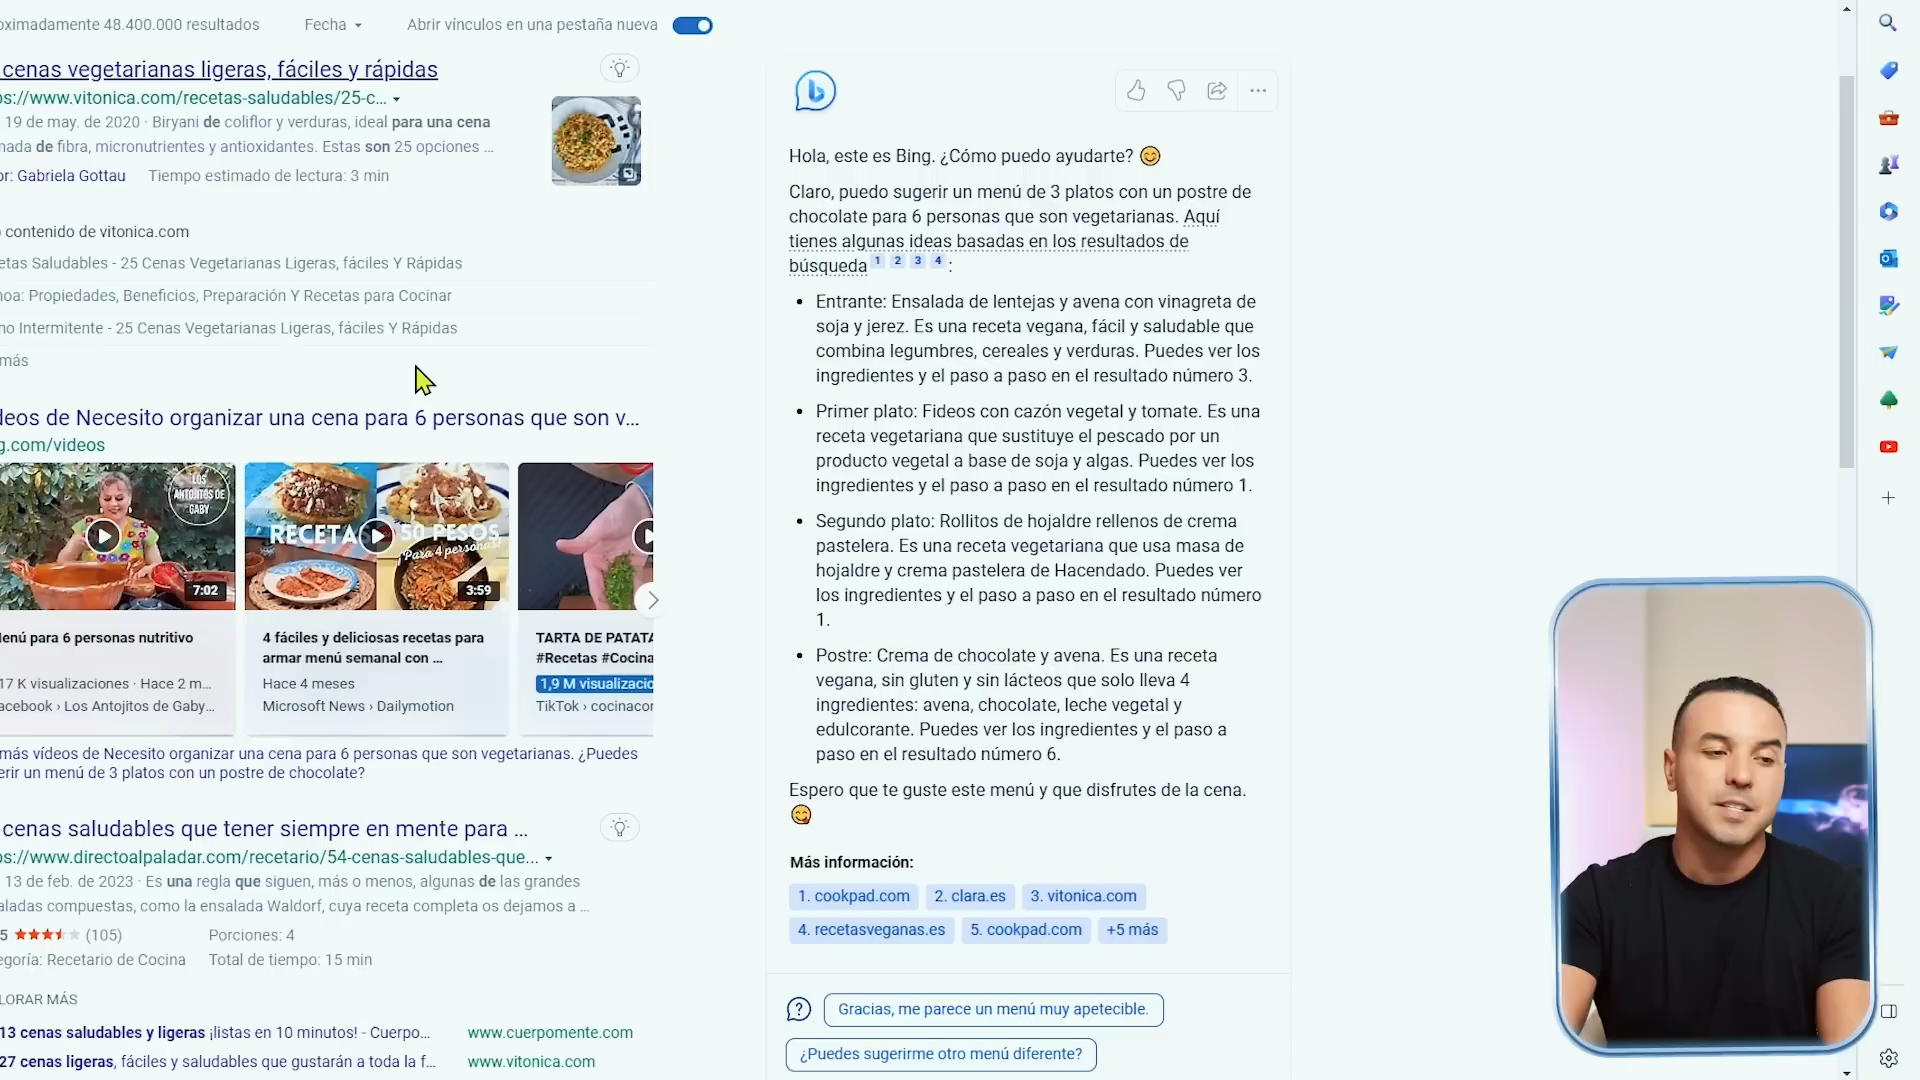 oximadamente 48.400.000 resultados
Fecha
Abrir vínculos en una pestaña nueva
cenas vegetarianas ligeras, fáciles y rápidas
ps://www.vitonica.com/recetas-saludables/25-c...
19 de may. de 2020 · Biryani de coliflor y verduras, ideal para una cena
mada de fibra, micronutrientes y antioxidantes. Estas son 25 opciones ...
or: Gabriela Gottau
Tiempo estimado de lectura: 3 min
contenido de vitonica.com
etas Saludables - 25 Cenas Vegetarianas Ligeras, fáciles Y Rápidas
noa: Propiedades, Beneficios, Preparación Y Recetas para Cocinar
no Intermitente - 25 Cenas Vegetarianas Ligeras, fáciles Y Rápidas
más
deos de Necesito organizar una cena para 6 personas que son v...
g.com/videos
LOS
ANTOJITOS DE
GABY
7:02
RECETA
50 PESOS
Para 4 personas!
3:59
enú para 6 personas nutritivo
17 K visualizaciones · Hace 2 m...
acebook › Los Antojitos de Gaby...
4 fáciles y deliciosas recetas para
armar menú semanal con ...
Hace 4 meses
Microsoft News › Dailymotion
TARTA DE PATATA
#Recetas #Cocina
1,9 M visualizacio
TikTok › cocinacor
más vídeos de Necesito organizar una cena para 6 personas que son vegetarianas. ¿Puedes
erir un menú de 3 platos con un postre de chocolate?
cenas saludables que tener siempre en mente para ...
ps://www.directoalpaladar.com/recetario/54-cenas-saludables-que...
13 de feb. de 2023 · Es una regla que siguen, más o menos, algunas de las grandes
aladas compuestas, como la ensalada Waldorf, cuya receta completa os dejamos a ...
5
(105)
Porciones: 4
egoría: Recetario de Cocina
Total de tiempo: 15 min
LORAR MÁS
13 cenas saludables y ligeras ¡listas en 10 minutos! - Cuerpo...
www.cuerpomente.com
27 cenas ligeras, fáciles y saludables que gustarán a toda la f...
www.vitonica.com
Hola, este es Bing. ¿Cómo puedo ayudarte? 😊
Claro, puedo sugerir un menú de 3 platos con un postre de
chocolate para 6 personas que son vegetarianas. Aquí
tienes algunas ideas basadas en los resultados de
búsqueda 1 2 3 4 :
• Entrante: Ensalada de lentejas y avena con vinagreta de
soja y jerez. Es una receta vegana, fácil y saludable que
combina legumbres, cereales y verduras. Puedes ver los
ingredientes y el paso a paso en el resultado número 3.
• Primer plato: Fideos con cazón vegetal y tomate. Es una
receta vegetariana que sustituye el pescado por un
producto vegetal a base de soja y algas. Puedes ver los
ingredientes y el paso a paso en el resultado número 1.
• Segundo plato: Rollitos de hojaldre rellenos de crema
pastelera. Es una receta vegetariana que usa masa de
hojaldre y crema pastelera de Hacendado. Puedes ver
los ingredientes y el paso a paso en el resultado número
1.
• Postre: Crema de chocolate y avena. Es una receta
vegana, sin gluten y sin lácteos que solo lleva 4
ingredientes: avena, chocolate, leche vegetal y
edulcorante. Puedes ver los ingredientes y el paso a
paso en el resultado número 6.
Espero que te guste este menú y que disfrutes de la cena.
😋
Más información:
1. cookpad.com
2. clara.es
3. vitonica.com
4. recetasveganas.es
5. cookpad.com
+5 más
Gracias, me parece un menú muy apetecible.
¿Puedes sugerirme otro menú diferente?